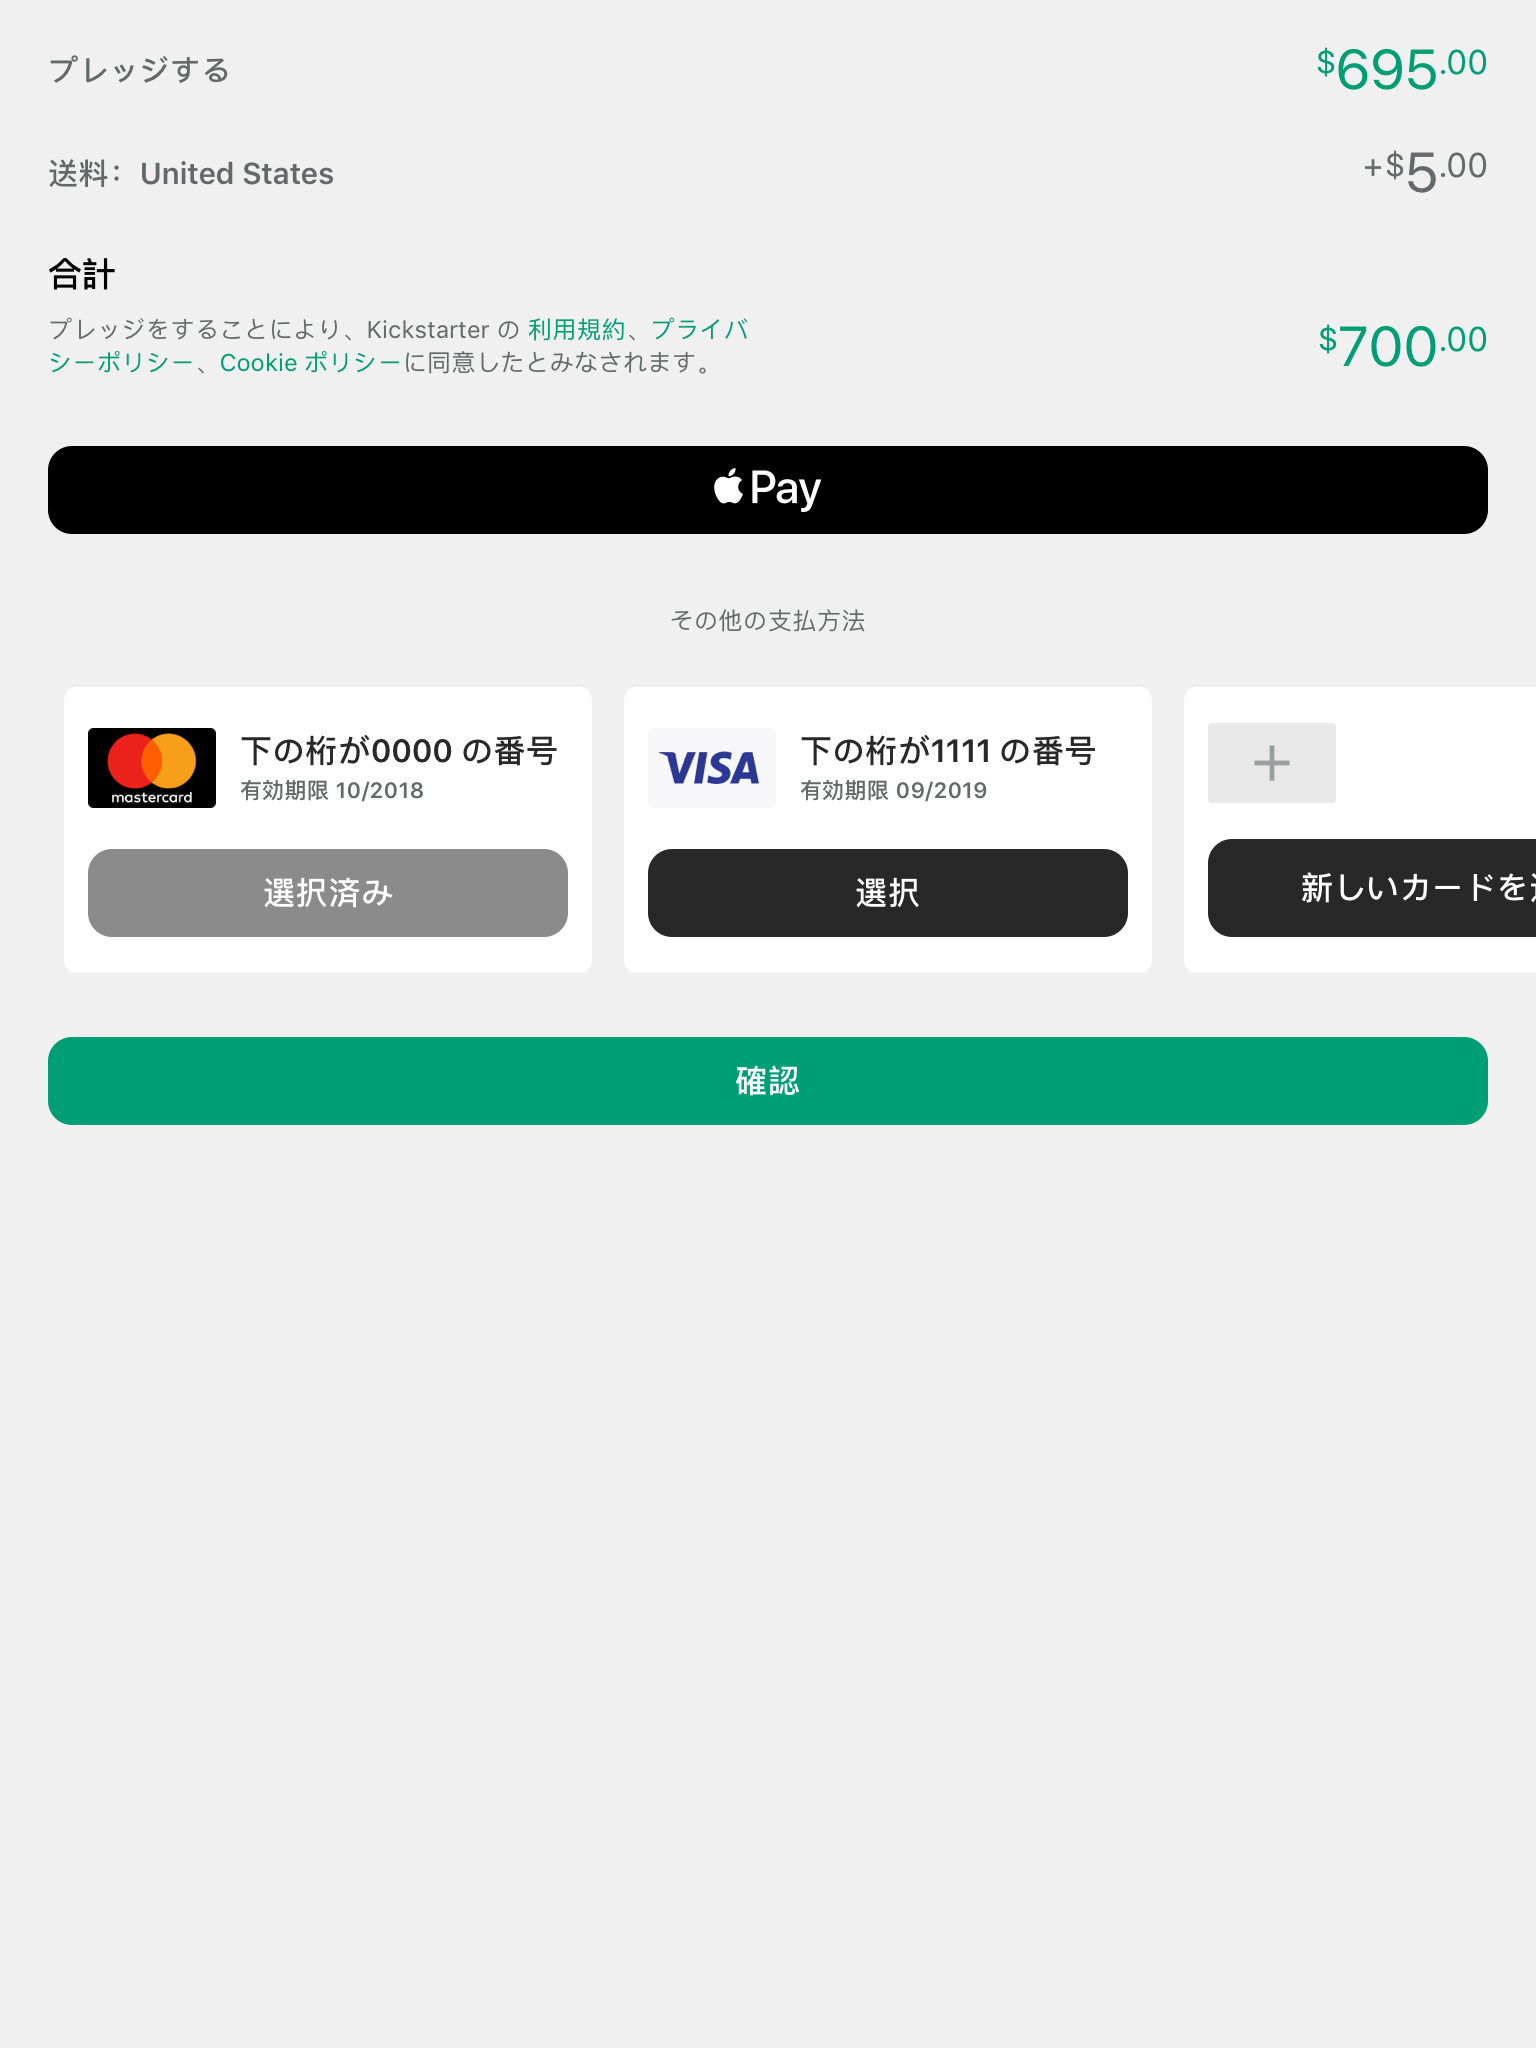 プレッジする
$695.00
送料： United States
+$5.00
合計
プレッジをすることにより、Kickstarter の 利用規約、プライバ
シーポリシー、Cookie ポリシーに同意したとみなされます。
$700.00
Pay
その他の支払方法
mastercard
下の桁が0000 の番号
有効期限 10/2018
選択済み
VISA
下の桁が1111 の番号
有効期限 09/2019
選択
新しいカードを
確認